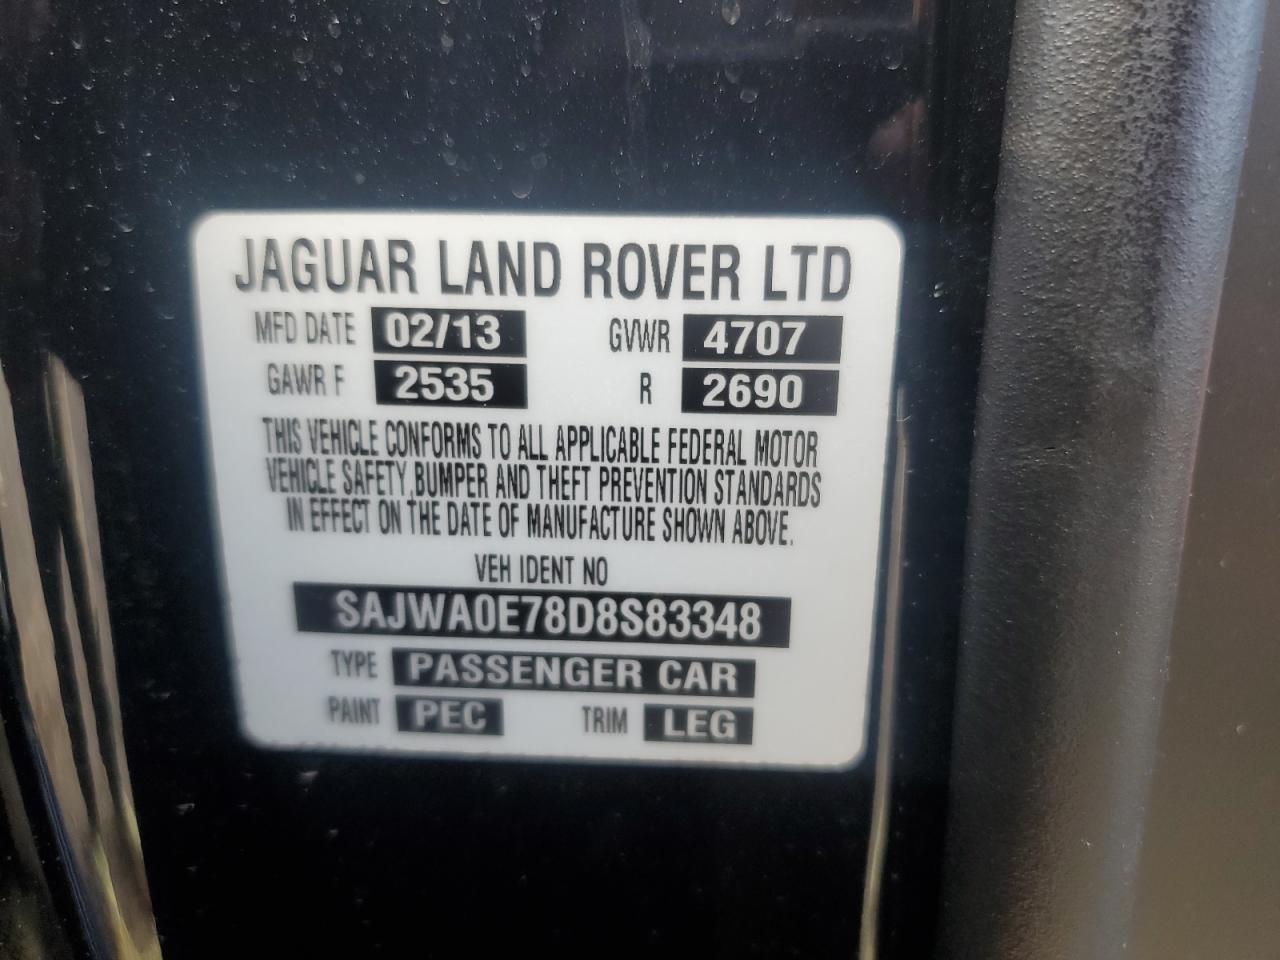 JAGUAR LAND ROVER LTD
MFD DATE 02/13 GVWR 4707
GAWR F 2535 R 2690
THIS VEHICLE CONFORMS TO ALL APPLICABLE FEDERAL MOTOR
VEHICLE SAFETY, BUMPER AND THEFT PREVENTION STANDARDS
IN EFFECT ON THE DATE OF MANUFACTURE SHOWN ABOVE.
VEH IDENT NO
SAJWA0E78D8S83348
TYPE PASSENGER CAR
PAINT PEC TRIM LEG